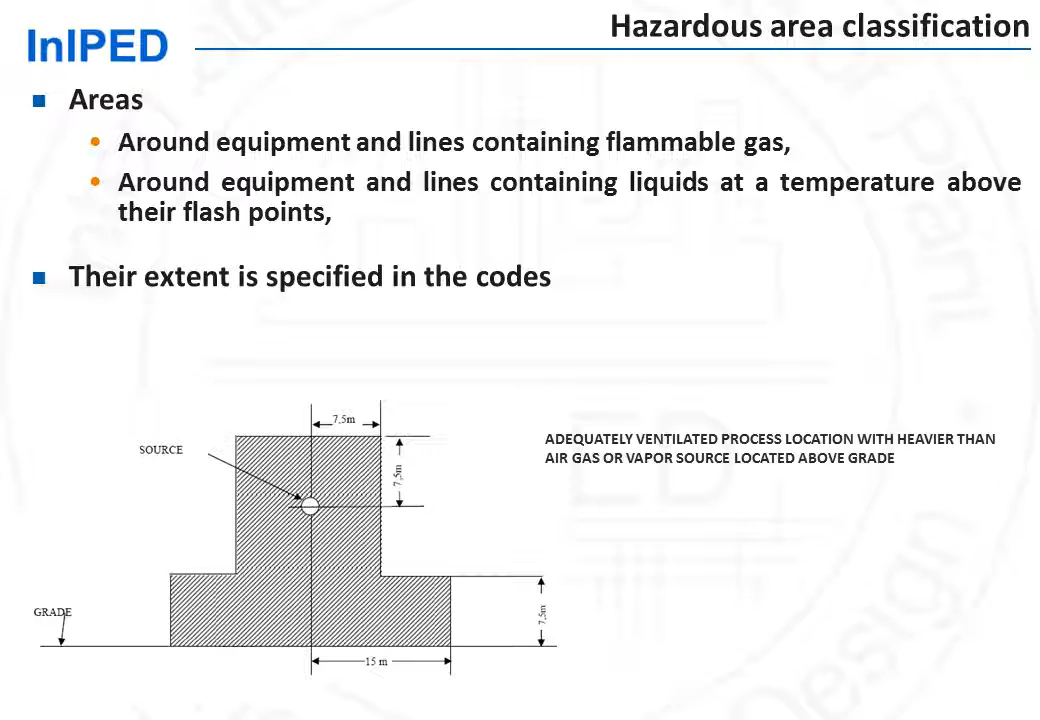 Hazardous area classification
InIPED
Areas
Around equipment and lines containing flammable gas,
Around equipment and lines containing liquids at a temperature above
their flash points,
Their extent is specified in the codes
7,5m
SOURCE
7,5m
ADEQUATELY VENTILATED PROCESS LOCATION WITH HEAVIER THAN
AIR GAS OR VAPOR SOURCE LOCATED ABOVE GRADE
GRADE
7,5m
15 m